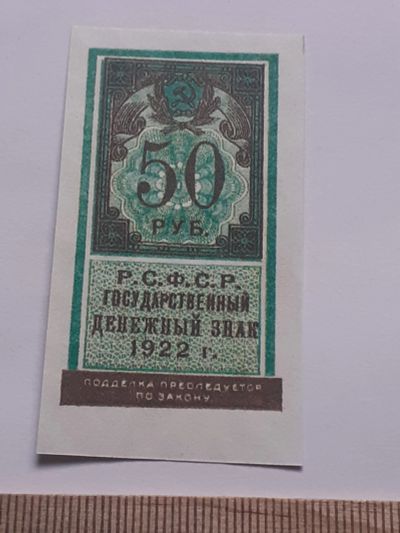 50
РУБ.
Р.С.Ф.С.Р.
ГОСУДАРСТВЕННЫЙ
ДЕНЕЖНЫЙ ЗНАК
1922 г.
ПОДДЕЛКА ПРЕСЛЕДУЕТСЯ
ПО ЗАКОНУ.